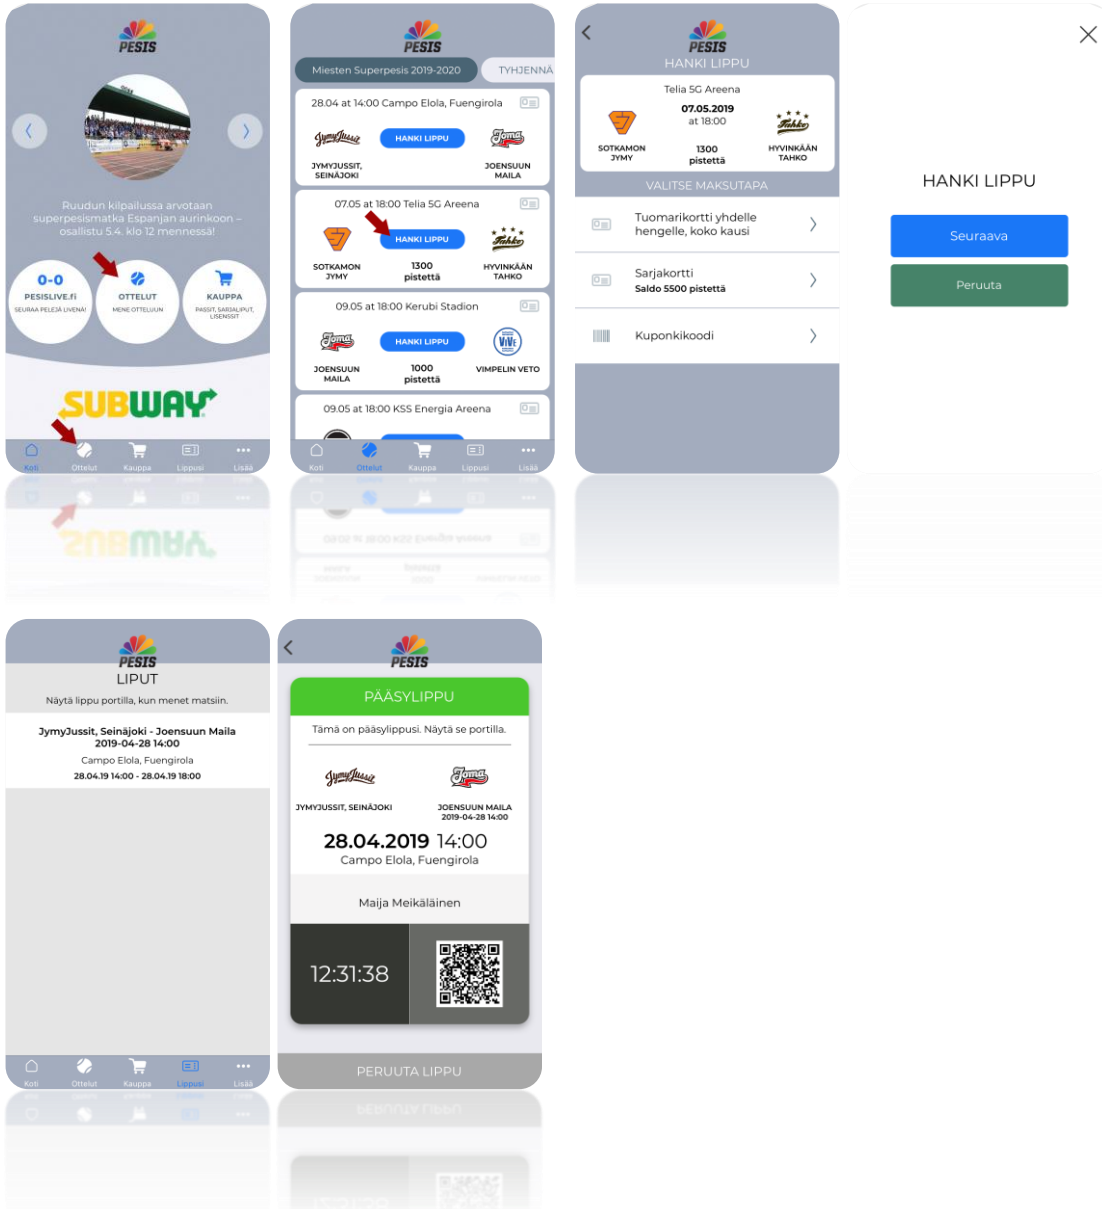 PESIS
Ruudun kilpailussa arvotaan
superpesismatka Espanjan aurinkoon –
osallistu 5.4. klo 12 mennessä!
0-0
PESISLIVE.fi
SEURAA PELEJÄ LIVENÄ!
OTTELUT
MENE OTTELUUN
KAUPPA
PASSIT, SARJALIPUT,
LISENSSIT
SUBWAY
Koti
Ottelut
Kauppa
Lippusi
Lisää
PESIS
Miesten Superpesis 2019-2020
TYHJENNÄ
28.04 at 14:00 Campo Elola, Fuengirola
JymyJussit
HANKI LIPPU
Joma
JYMYJUSSIT,
SEINÄJOKI
JOENSUUN
MAILA
07.05 at 18:00 Telia 5G Areena
HANKI LIPPU
Tahko
SOTKAMON
JYMY
1300
pistettä
HYVINKÄÄN
TAHKO
09.05 at 18:00 Kerubi Stadion
Joma
HANKI LIPPU
ViVe
JOENSUUN
MAILA
1000
pistettä
VIMPELIN VETO
09.05 at 18:00 KSS Energia Areena
Koti
Ottelut
Kauppa
Lippusi
Lisää
PESIS
HANKI LIPPU
Telia 5G Areena
07.05.2019
at 18:00
Tahko
SOTKAMON
JYMY
1300
pistettä
HYVINKÄÄN
TAHKO
VALITSE MAKSUTAPA
Tuomarikortti yhdelle
hengelle, koko kausi
Sarjakortti
Saldo 5500 pistettä
Kuponkikoodi
HANKI LIPPU
Seuraava
Peruuta
PESIS
LIPUT
Näytä lippu portilla, kun menet matsiin.
JymyJussit, Seinäjoki - Joensuun Maila
2019-04-28 14:00
Campo Elola, Fuengirola
28.04.19 14:00 - 28.04.19 18:00
Koti
Ottelut
Kauppa
Lippusi
Lisää
PESIS
PÄÄSYLIPPU
Tämä on pääsylippusi. Näytä se portilla.
JymyJussit
Joma
JYMYJUSSIT, SEINÄJOKI
JOENSUUN MAILA
2019-04-28 14:00
28.04.2019 14:00
Campo Elola, Fuengirola
Maija Meikäläinen
12:31:38
PERUUTA LIPPU